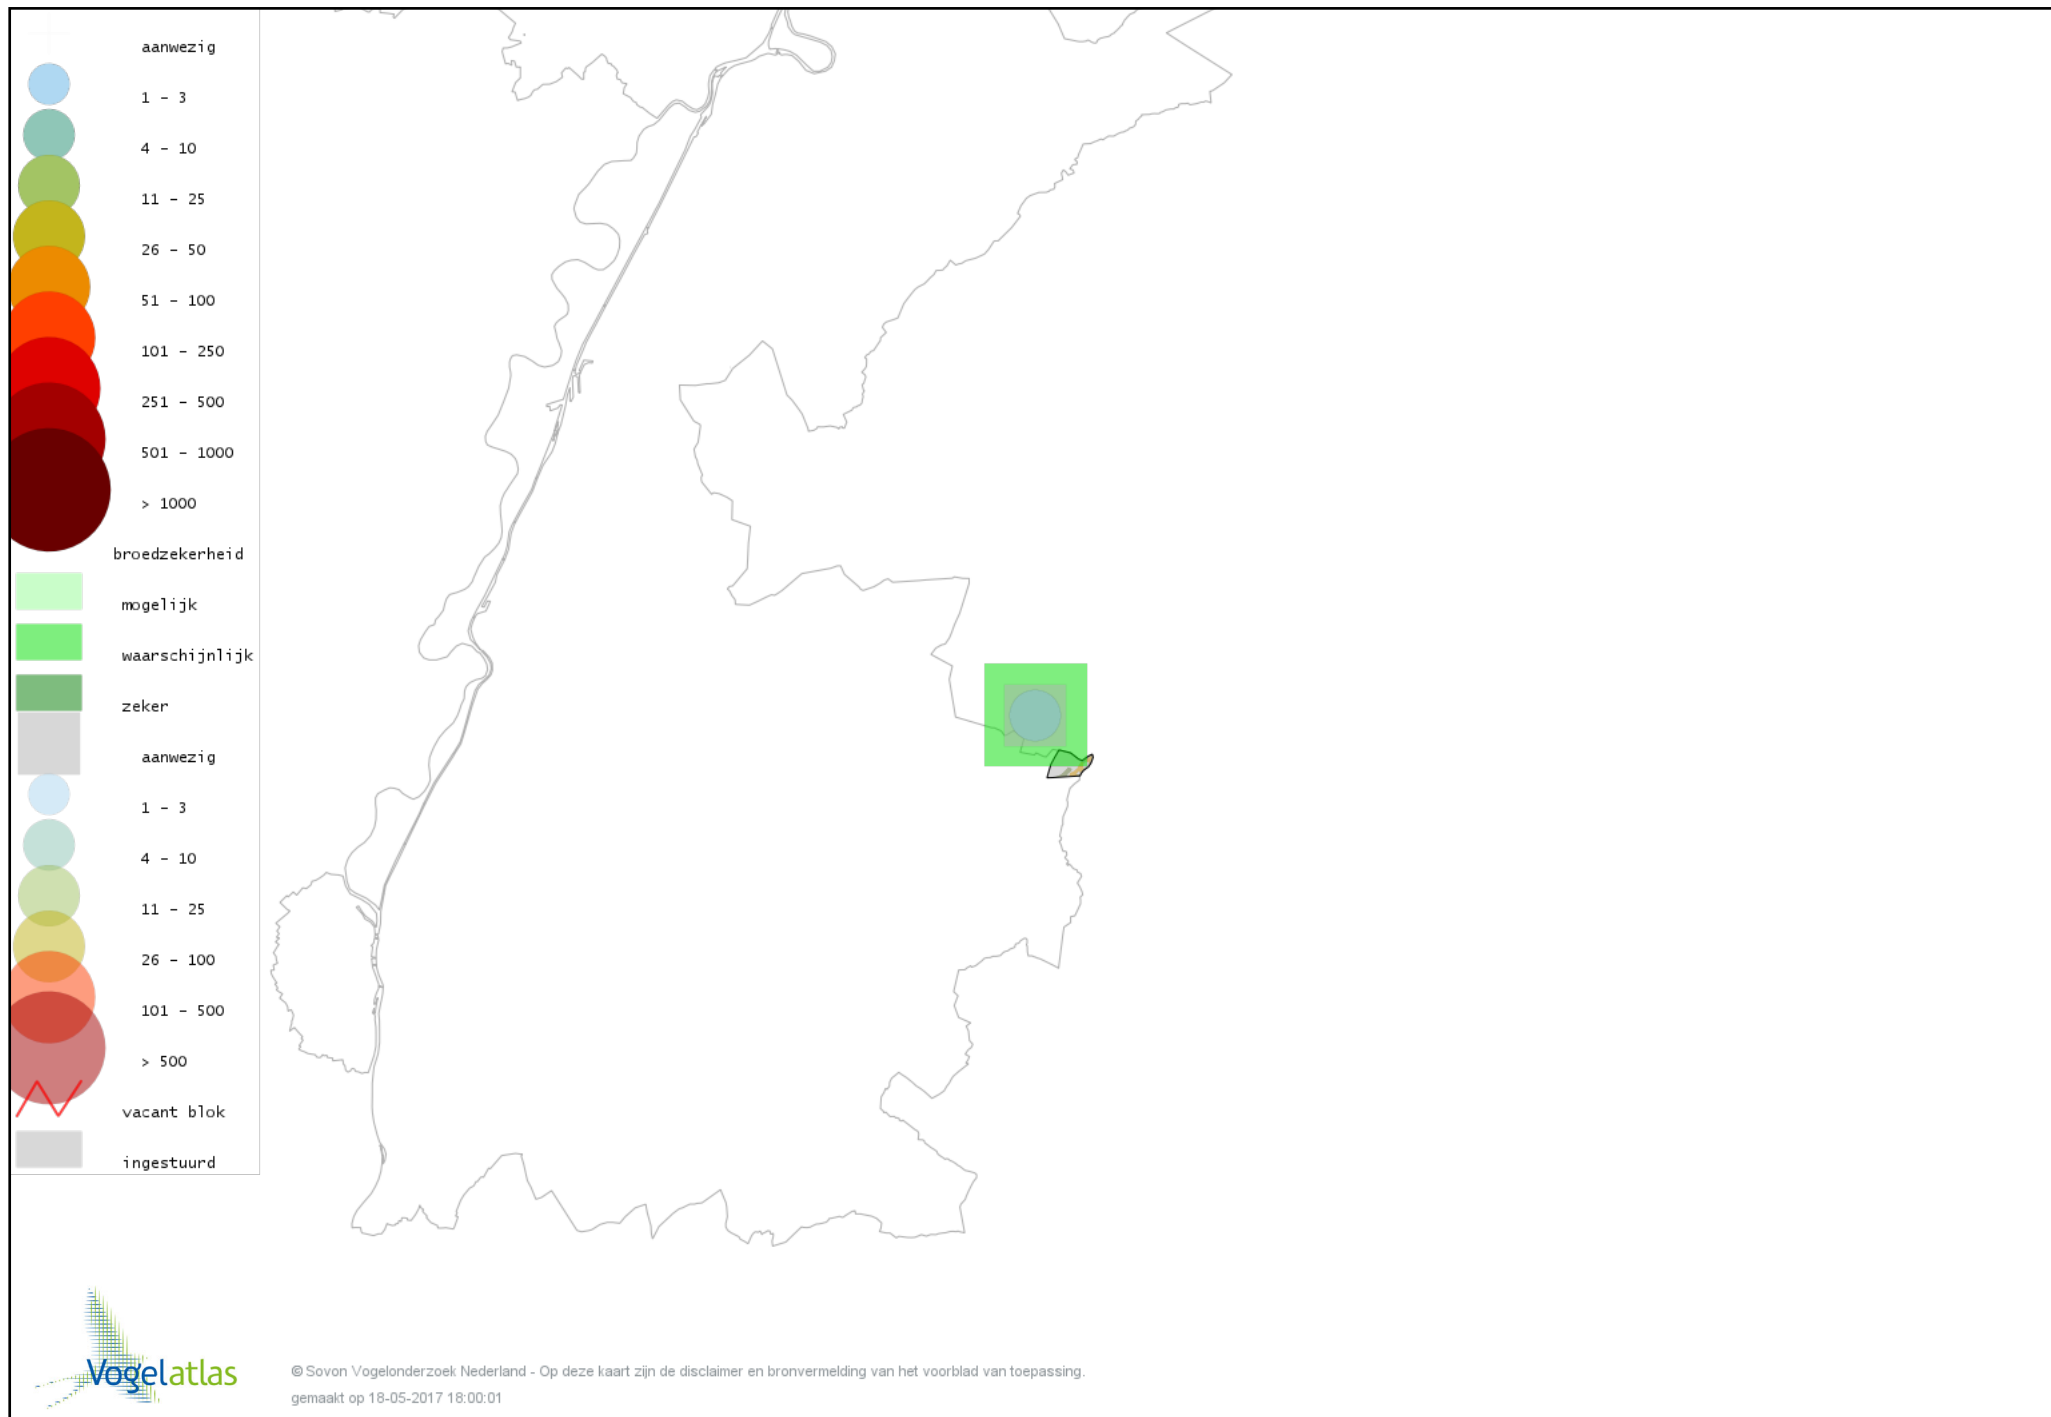 aanwezig
1 - 3
4 - 10
11 - 25
26 - 50
51 - 100
101 - 250
251 - 500
501 - 1000
> 1000
broedzekerheid
mogelijk
waarschijnlijk
zeker
aanwezig
1 - 3
4 - 10
11 - 25
26 - 100
101 - 500
> 500
vacant blok
ingestuurd
Vogelatlas
© Sovon Vogelonderzoek Nederland - Op deze kaart zijn de disclaimer en bronvermelding van het voorblad van toepassing.
gemaakt op 18-05-2017 18:00:01